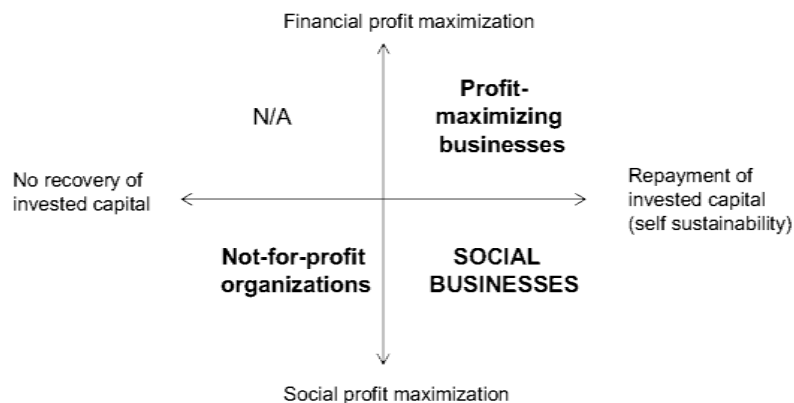 Financial profit maximization
Profit-
maximizing
businesses
N/A
No recovery of
invested capital
Repayment of
invested capital
(self sustainability)
Not-for-profit
organizations
SOCIAL
BUSINESSES
Social profit maximization